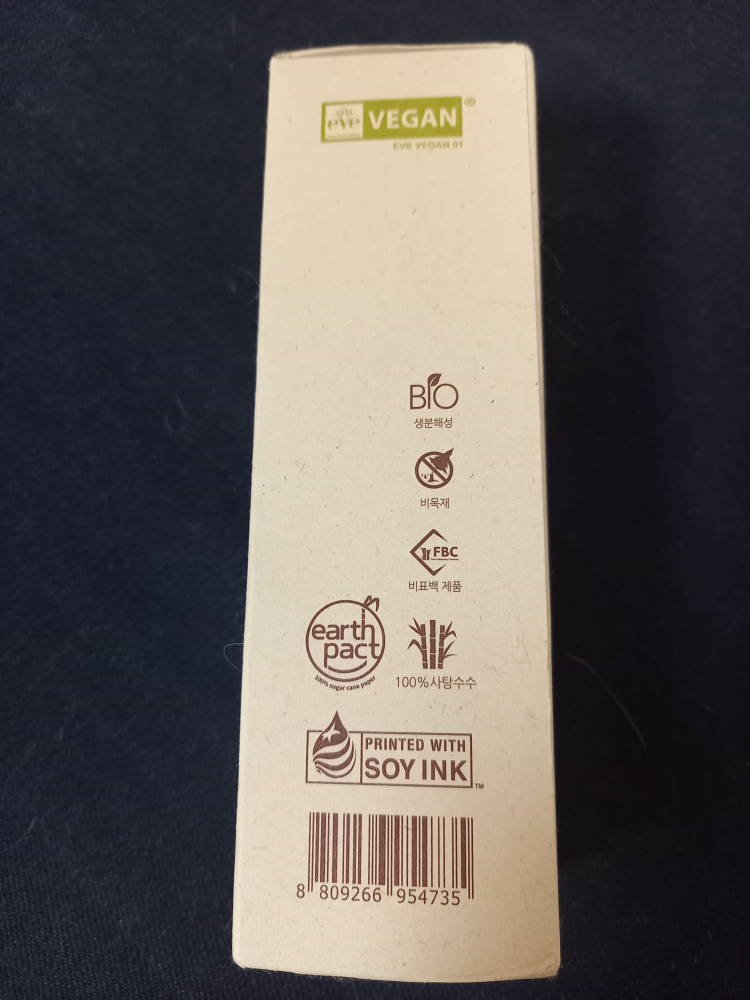 eve VEGAN®
EVE VEGAN 01
BIO
생분해성
비목재
FBC
비표백 제품
earth
pact
100% sugar cane paper
100%사탕수수
PRINTED WITH
SOY INK™
8 809266 954735